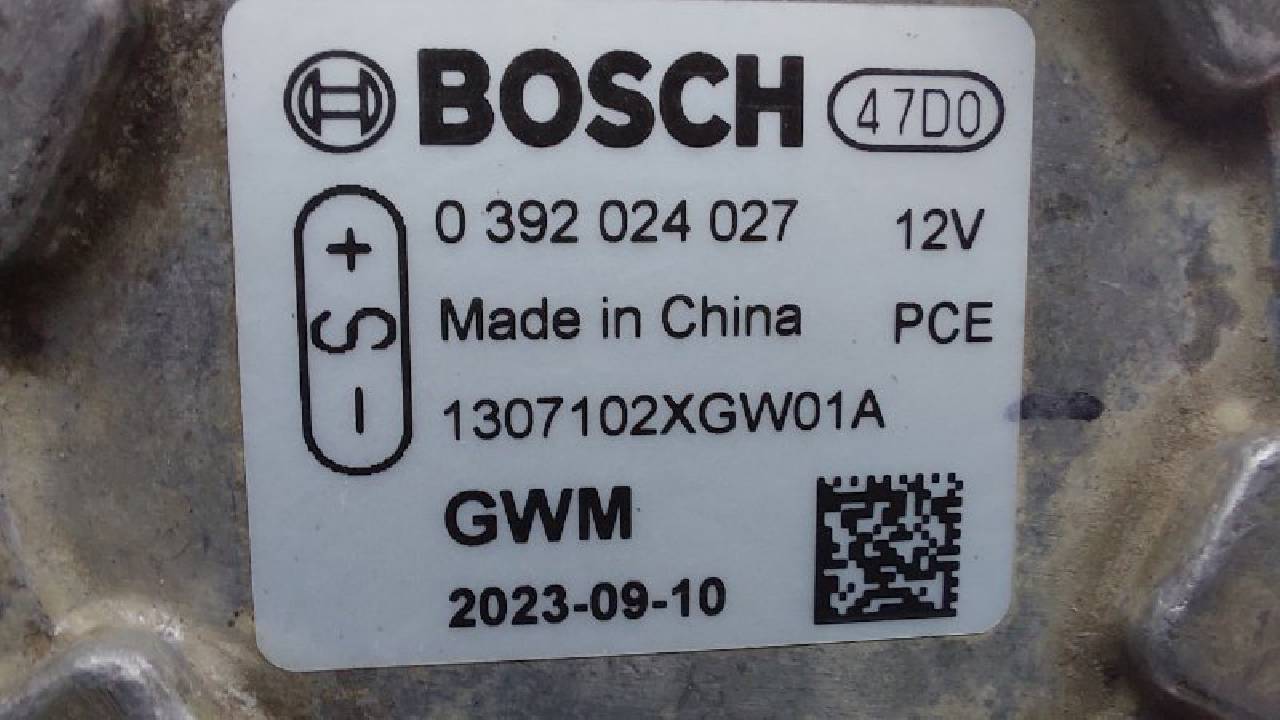 BOSCH 47D0
0 392 024 027 12V
+ S -
Made in China PCE
1307102XGW01A
GWM
2023-09-10